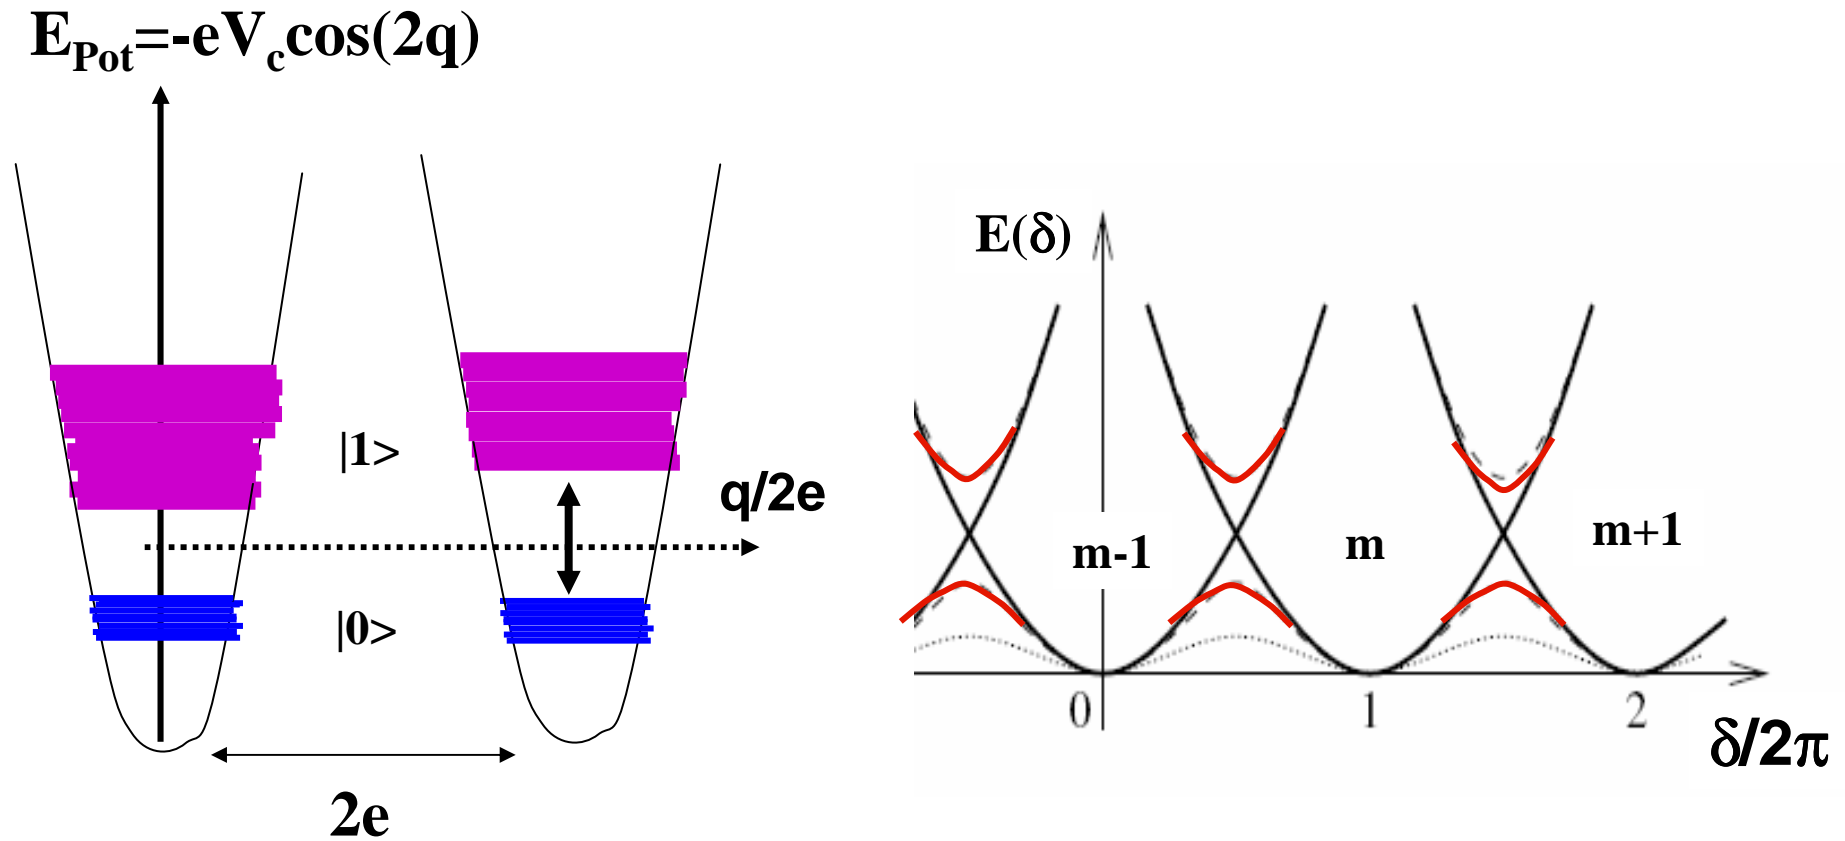 E_Pot=-eV_c cos(2q)
|1>
q/2e
|0>
2e
E(δ)
m-1
m
m+1
0
1
2
δ/2π